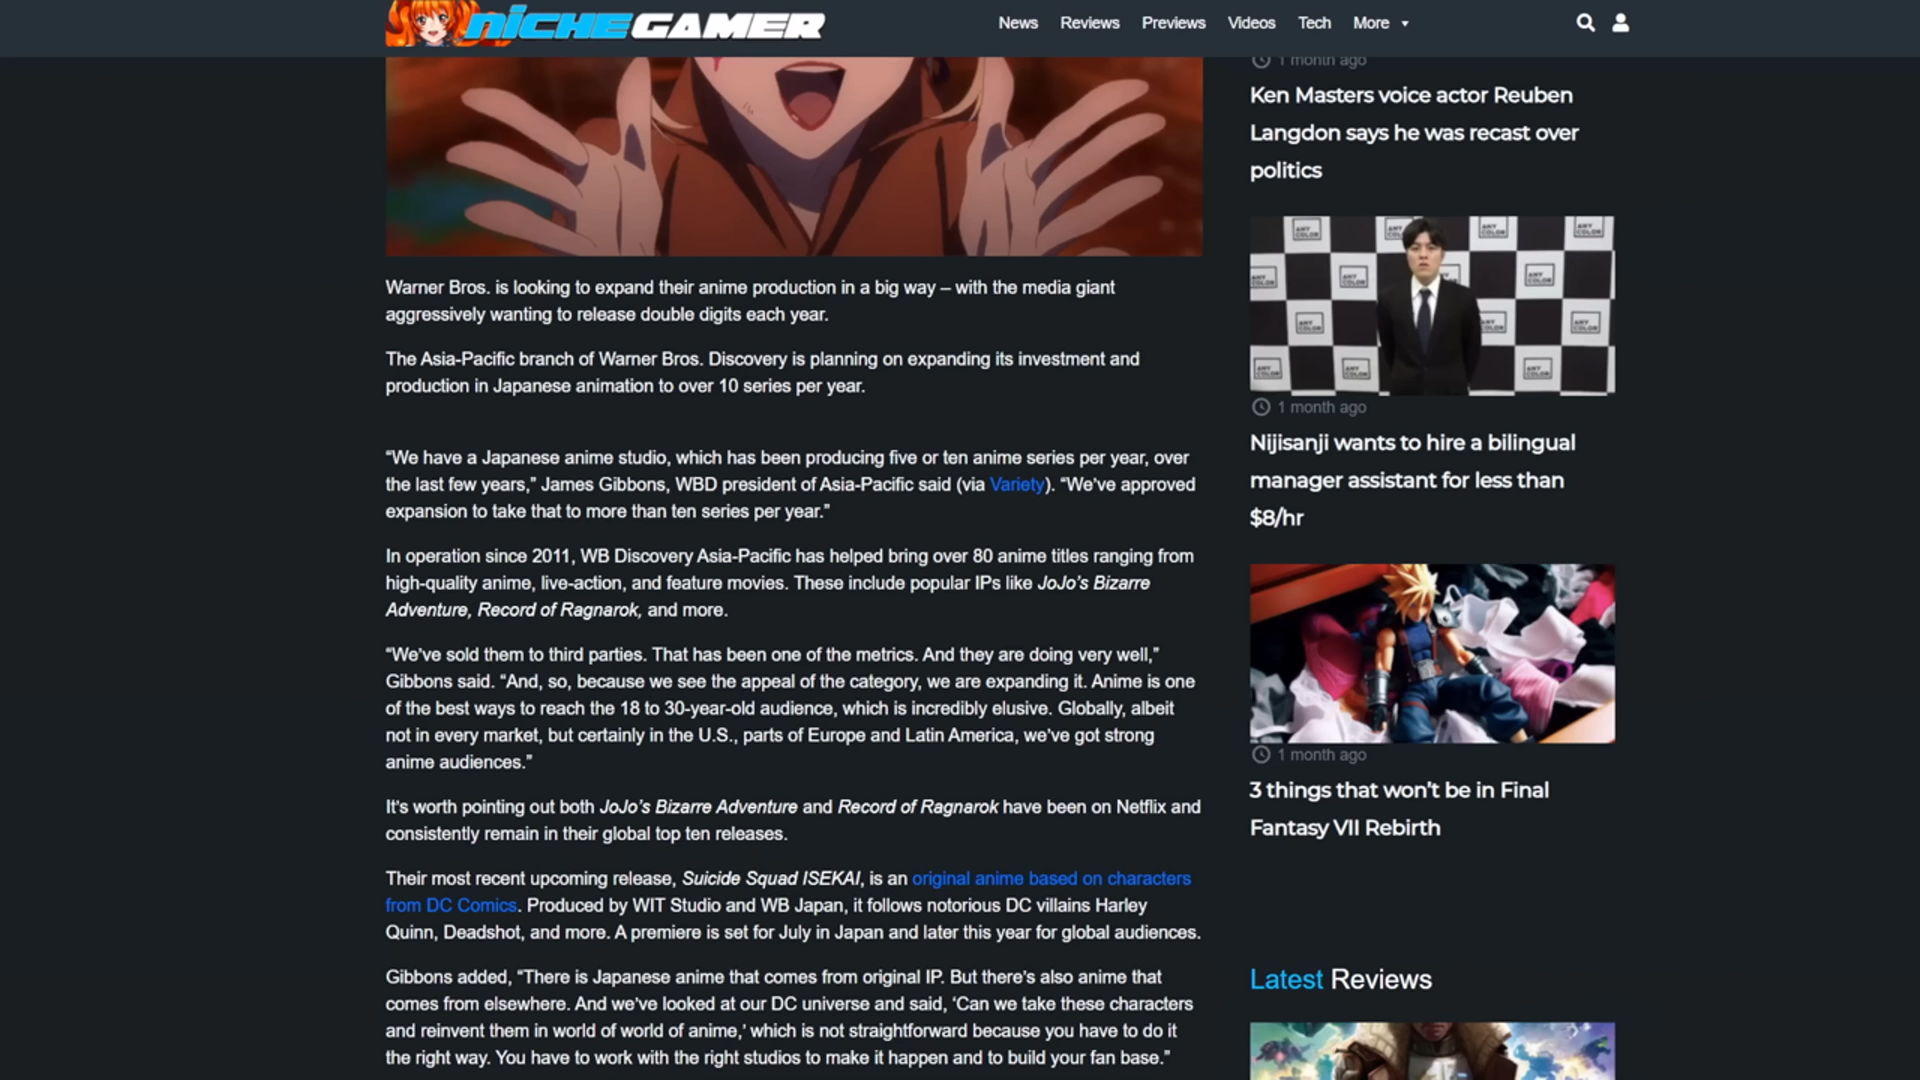 NICHEGAMER
News Reviews Previews Videos Tech More
Warner Bros. is looking to expand their anime production in a big way – with the media giant
aggressively wanting to release double digits each year.
The Asia-Pacific branch of Warner Bros. Discovery is planning on expanding its investment and
production in Japanese animation to over 10 series per year.
“We have a Japanese anime studio, which has been producing five or ten anime series per year, over
the last few years,” James Gibbons, WBD president of Asia-Pacific said (via Variety). “We’ve approved
expansion to take that to more than ten series per year.”
In operation since 2011, WB Discovery Asia-Pacific has helped bring over 80 anime titles ranging from
high-quality anime, live-action, and feature movies. These include popular IPs like JoJo’s Bizarre
Adventure, Record of Ragnarok, and more.
“We’ve sold them to third parties. That has been one of the metrics. And they are doing very well,”
Gibbons said. “And, so, because we see the appeal of the category, we are expanding it. Anime is one
of the best ways to reach the 18 to 30-year-old audience, which is incredibly elusive. Globally, albeit
not in every market, but certainly in the U.S., parts of Europe and Latin America, we’ve got strong
anime audiences.”
It’s worth pointing out both JoJo’s Bizarre Adventure and Record of Ragnarok have been on Netflix and
consistently remain in their global top ten releases.
Their most recent upcoming release, Suicide Squad ISEKAI, is an original anime based on characters
from DC Comics. Produced by WIT Studio and WB Japan, it follows notorious DC villains Harley
Quinn, Deadshot, and more. A premiere is set for July in Japan and later this year for global audiences.
Gibbons added, “There is Japanese anime that comes from original IP. But there’s also anime that
comes from elsewhere. And we’ve looked at our DC universe and said, ‘Can we take these characters
and reinvent them in world of world of anime,’ which is not straightforward because you have to do it
the right way. You have to work with the right studios to make it happen and to build your fan base.”
1 month ago
Ken Masters voice actor Reuben
Langdon says he was recast over
politics
ANY COLOR
1 month ago
Nijisanji wants to hire a bilingual
manager assistant for less than
$8/hr
1 month ago
3 things that won’t be in Final
Fantasy VII Rebirth
Latest Reviews